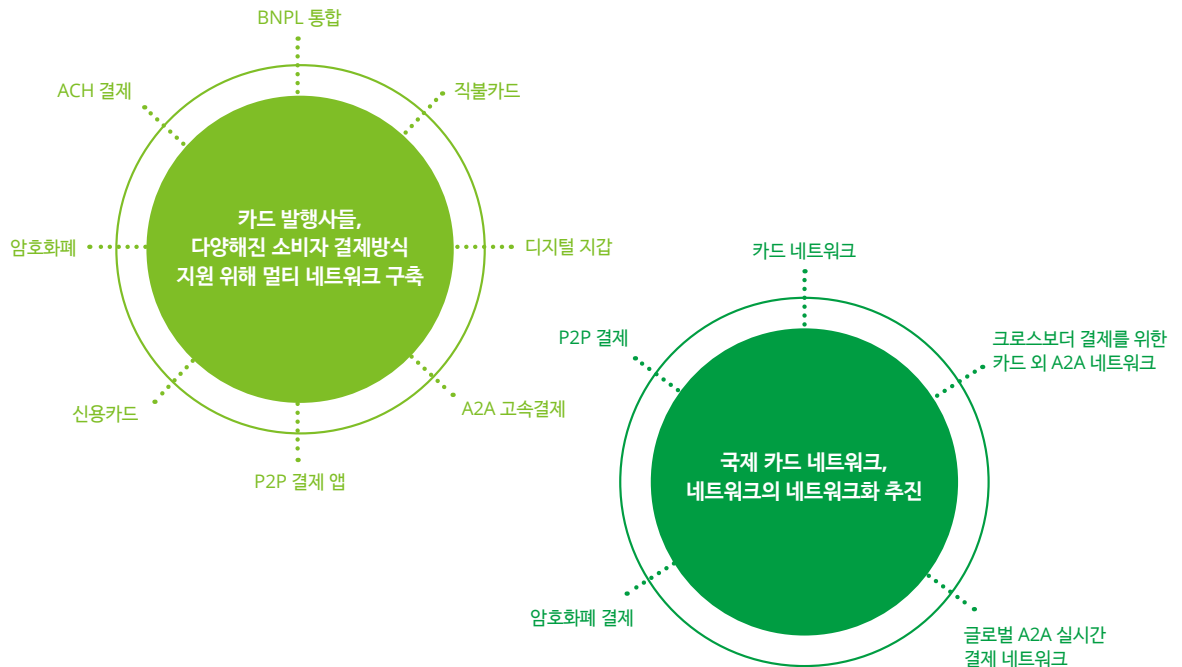 BNPL 통합
ACH 결제
직불카드
카드 발행사들,
다양해진 소비자 결제방식
지원 위해 멀티 네트워크 구축
암호화폐
디지털 지갑
신용카드
A2A 고속결제
P2P 결제 앱
카드 네트워크
P2P 결제
크로스보더 결제를 위한
카드 외 A2A 네트워크
국제 카드 네트워크,
네트워크의 네트워크화 추진
암호화폐 결제
글로벌 A2A 실시간
결제 네트워크